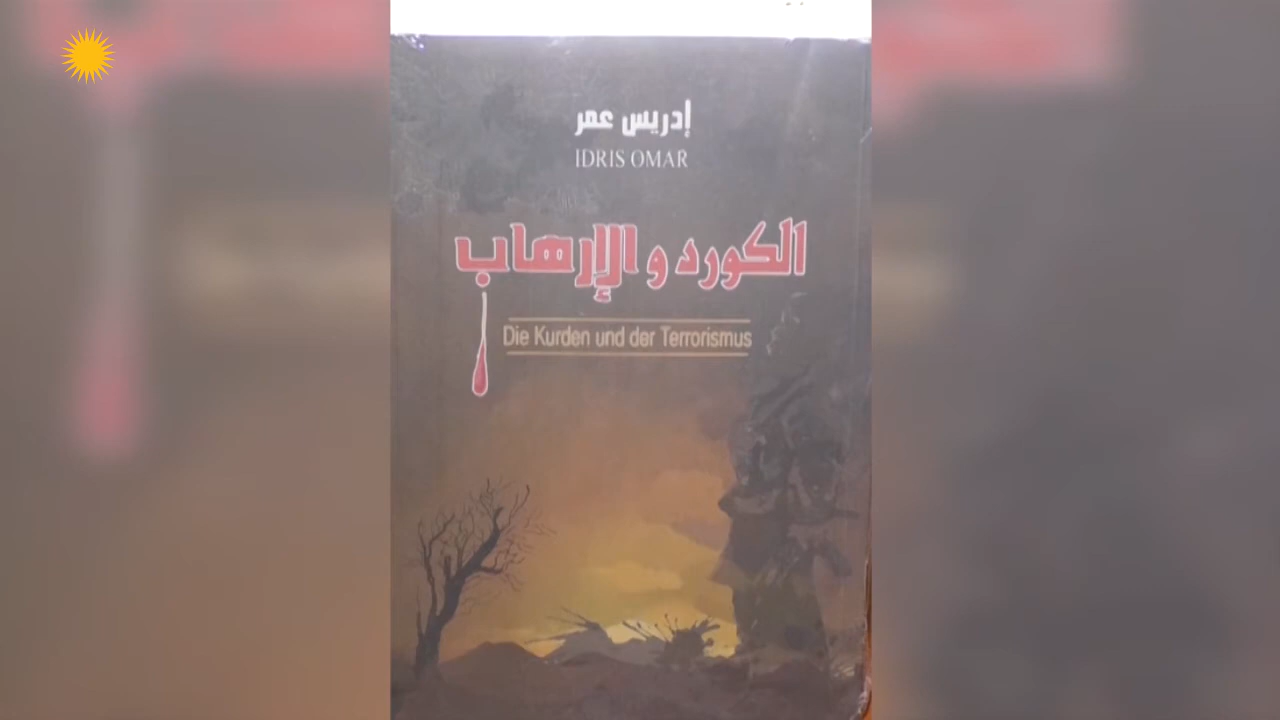 إدريس عمر
IDRIS OMAR
الكورد و الإرهاب
Die Kurden und der Terrorismus